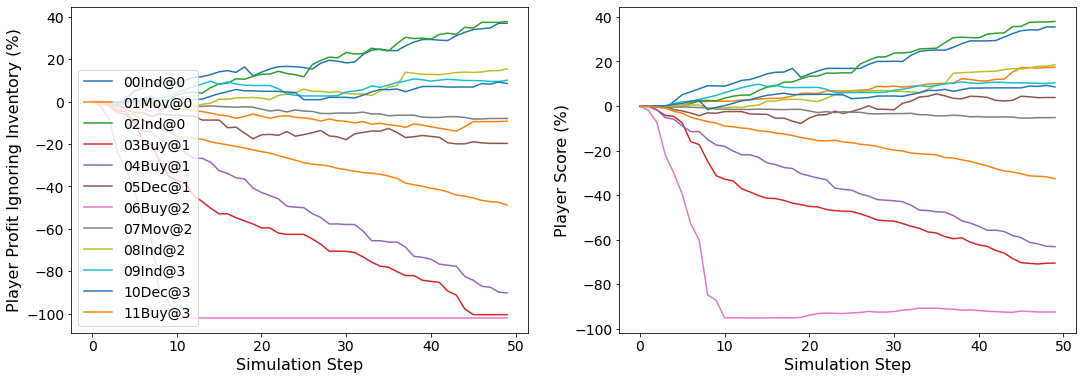 Player Profit Ignoring Inventory (%)
40
20
0
−20
−40
−60
−80
−100
00Ind@0
01Mov@0
02Ind@0
03Buy@1
04Buy@1
05Dec@1
06Buy@2
07Mov@2
08Ind@2
09Ind@3
10Dec@3
11Buy@3
0
10
20
30
40
50
Simulation Step
Player Score (%)
40
20
0
−20
−40
−60
−80
−100
0
10
20
30
40
50
Simulation Step